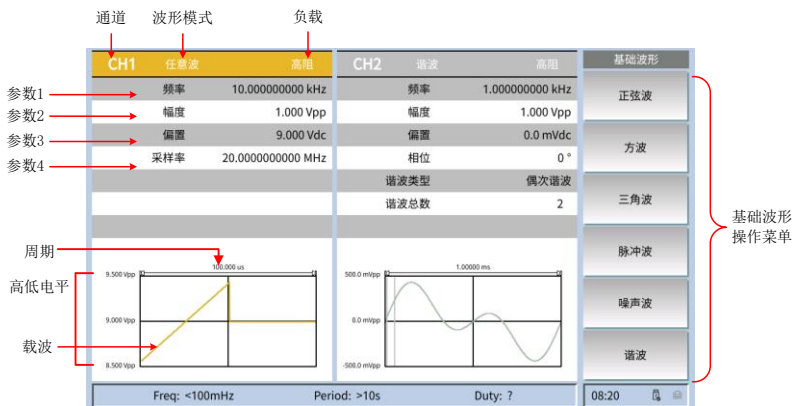 通道 波形模式 负载
CH1 任意波 高阻 CH2 谐波 高阻 基础波形
参数1 频率 10.000000000 kHz 频率 1.000000000 kHz 正弦波
参数2 幅度 1.000 Vpp 幅度 1.000 Vpp
参数3 偏置 9.000 Vdc 偏置 0.0 mVdc 方波
参数4 采样率 20.0000000000 MHz 相位 0 °
谐波类型 偶次谐波
谐波总数 2 三角波
基础波形
操作菜单
周期 脉冲波
100.000 us 1.00000 ms
9.500 Vpp 500.0 mVpp
高低电平
噪声波
9.000 Vpp 0.0 mVpp
载波 谐波
8.500 Vpp -500.0 mVpp
Freq: <100mHz Period: >10s Duty: ? 08:20